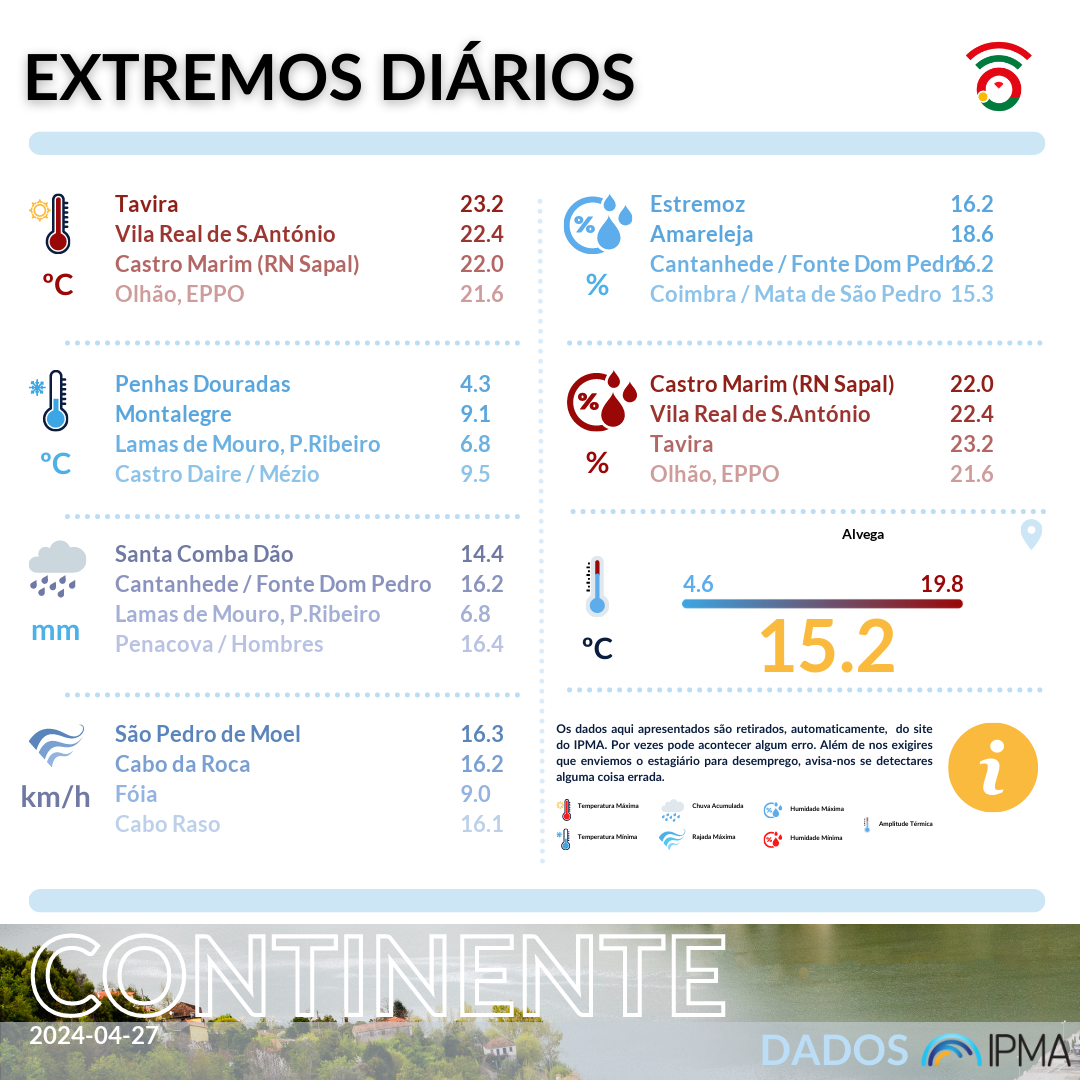 EXTREMOS DIÁRIOS
Tavira 23.2
Vila Real de S.António 22.4
Castro Marim (RN Sapal) 22.0
Olhão, EPPO 21.6
ºC
Penhas Douradas 4.3
Montalegre 9.1
Lamas de Mouro, P.Ribeiro 6.8
Castro Daire / Mézio 9.5
ºC
Santa Comba Dão 14.4
Cantanhede / Fonte Dom Pedro 16.2
Lamas de Mouro, P.Ribeiro 6.8
Penacova / Hombres 16.4
mm
São Pedro de Moel 16.3
Cabo da Roca 16.2
Fóia 9.0
Cabo Raso 16.1
km/h
%
Estremoz 16.2
Amareleja 18.6
Cantanhede / Fonte Dom Pedro 16.2
Coimbra / Mata de São Pedro 15.3
%
%
Castro Marim (RN Sapal) 22.0
Vila Real de S.António 22.4
Tavira 23.2
Olhão, EPPO 21.6
%
Alvega
4.6 19.8
15.2
ºC
Os dados aqui apresentados são retirados, automaticamente, do site
do IPMA. Por vezes pode acontecer algum erro. Além de nos exigires
que enviemos o estagiário para desemprego, avisa-nos se detectares
alguma coisa errada.
i
Temperatura Máxima Chuva Acumulada Humidade Máxima
Amplitude Térmica
Temperatura Mínima Rajada Máxima Humidade Mínima
CONTINENTE
2024-04-27
DADOS IPMA